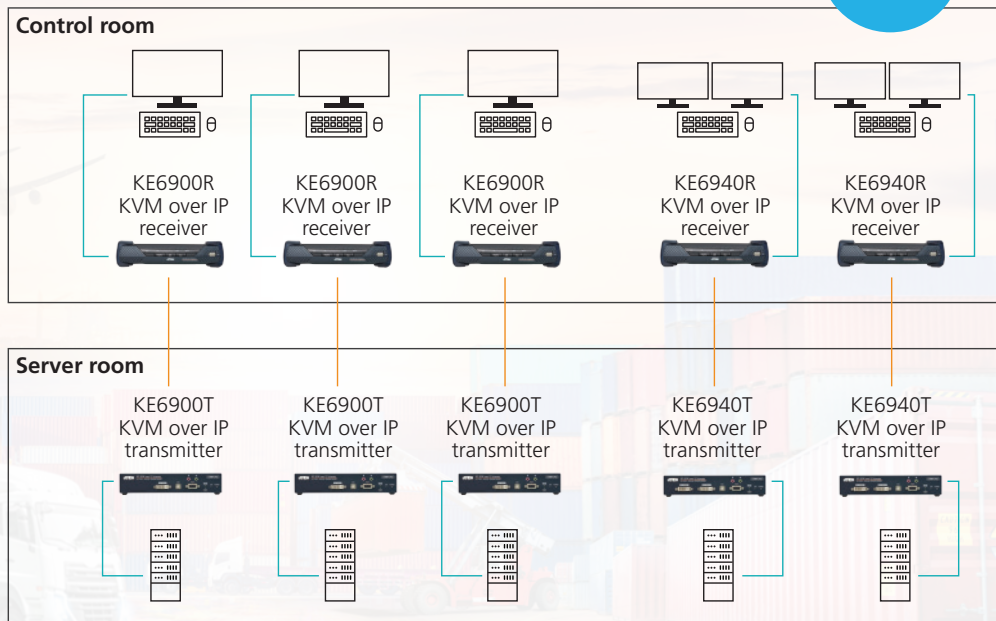 Control room
KE6900R
KVM over IP
receiver
KE6900R
KVM over IP
receiver
KE6900R
KVM over IP
receiver
KE6940R
KVM over IP
receiver
KE6940R
KVM over IP
receiver
Server room
KE6900T
KVM over IP
transmitter
KE6900T
KVM over IP
transmitter
KE6900T
KVM over IP
transmitter
KE6940T
KVM over IP
transmitter
KE6940T
KVM over IP
transmitter